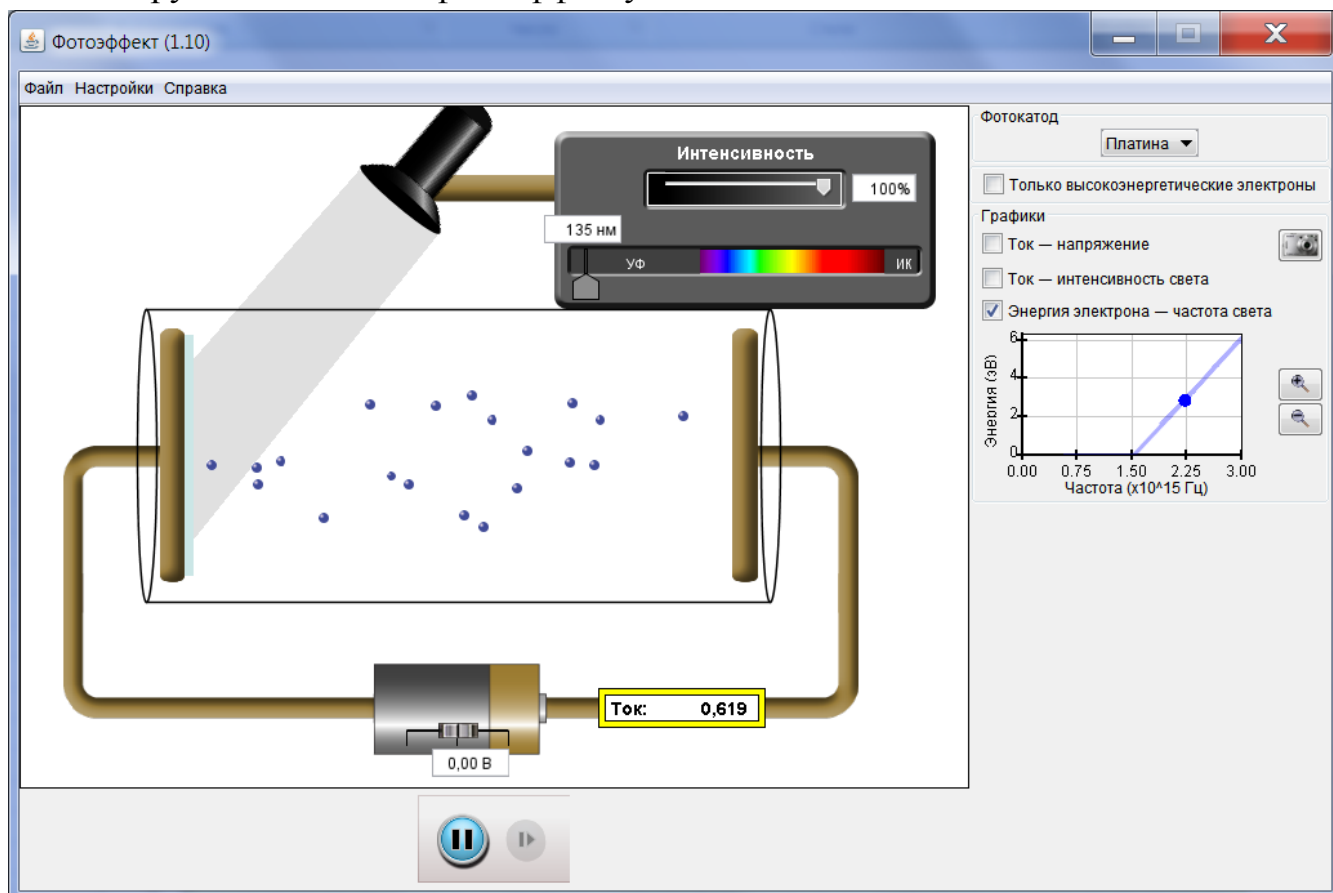 Фотоэффект (1.10)
Файл Настройки Справка
Интенсивность
100%
135 нм
УФ
ИК
Ток: 0,619
0,00 В
Фотокатод
Платина
Только высокоэнергетические электроны
Графики
Ток — напряжение
Ток — интенсивность света
Энергия электрона — частота света
Энергия (эВ)
6
4
2
0
0.00 0.75 1.50 2.25 3.00
Частота (x10^15 Гц)